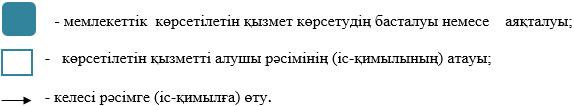 - мемлекеттік көрсетілетін қызмет көрсетудің басталуы немесе аяқталуы;
- көрсетілетін қызметті алушы рәсімінің (іс-қимылының) атауы;
- келесі рәсімге (іс-қимылға) өту.